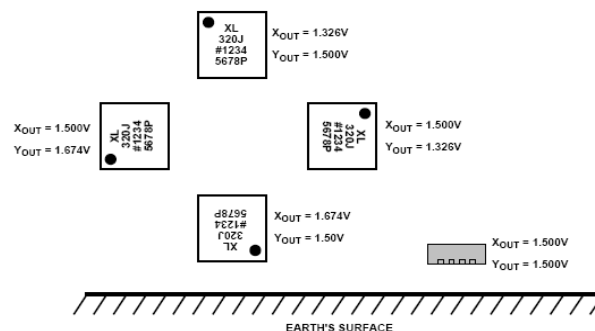 XL
320J
#1234
5678P
XOUT = 1.326V
YOUT = 1.500V
XOUT = 1.500V
YOUT = 1.674V
XL
320J
#1234
5678P
XL
320J
#1234
5678P
XOUT = 1.500V
YOUT = 1.326V
XL
320J
#1234
5678P
XOUT = 1.674V
YOUT = 1.50V
XOUT = 1.500V
YOUT = 1.500V
EARTH'S SURFACE